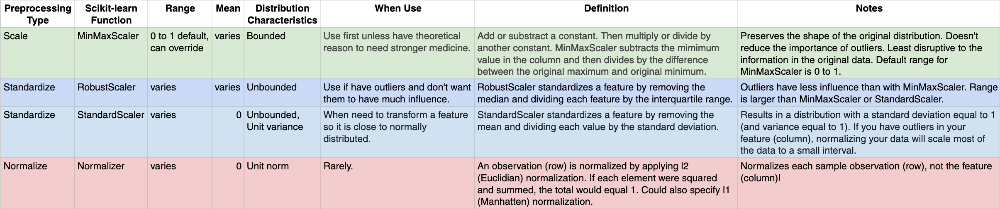 Preprocessing Type
Scikit-learn Function
Range
Mean
Distribution Characteristics
When Use
Definition
Notes
Scale
MinMaxScaler
0 to 1 default,
can override
varies
Bounded
Use first unless have theoretical
reason to need stronger medicine.
Add or substract a constant. Then multiply or divide by
another constant. MinMaxScaler subtracts the mimimum
value in the column and then divides by the difference
between the original maximum and original minimum.
Preserves the shape of the original distribution. Doesn't
reduce the importance of outliers. Least disruptive to the
information in the original data. Default range for
MinMaxScaler is 0 to 1.
Standardize
RobustScaler
varies
varies
Unbounded
Use if have outliers and don't want
them to have much influence.
RobustScaler standardizes a feature by removing the
median and dividing each feature by the interquartile range.
Outliers have less influence than with MinMaxScaler. Range
is larger than MinMaxScaler or StandardScaler.
Standardize
StandardScaler
varies
0
Unbounded,
Unit variance
When need to transform a feature
so it is close to normally
distributed.
StandardScaler standardizes a feature by removing the
mean and dividing each value by the standard deviation.
Results in a distribution with a standard deviation equal to 1
(and variance equal to 1). If you have outliers in your
feature (column), normalizing your data will scale most of
the data to a small interval.
Normalize
Normalizer
varies
0
Unit norm
Rarely.
An observation (row) is normalized by applying l2
(Euclidian) normalization. If each element were squared
and summed, the total would equal 1. Could also specify l1
(Manhatten) normalization.
Normalizes each sample observation (row), not the feature
(column)!